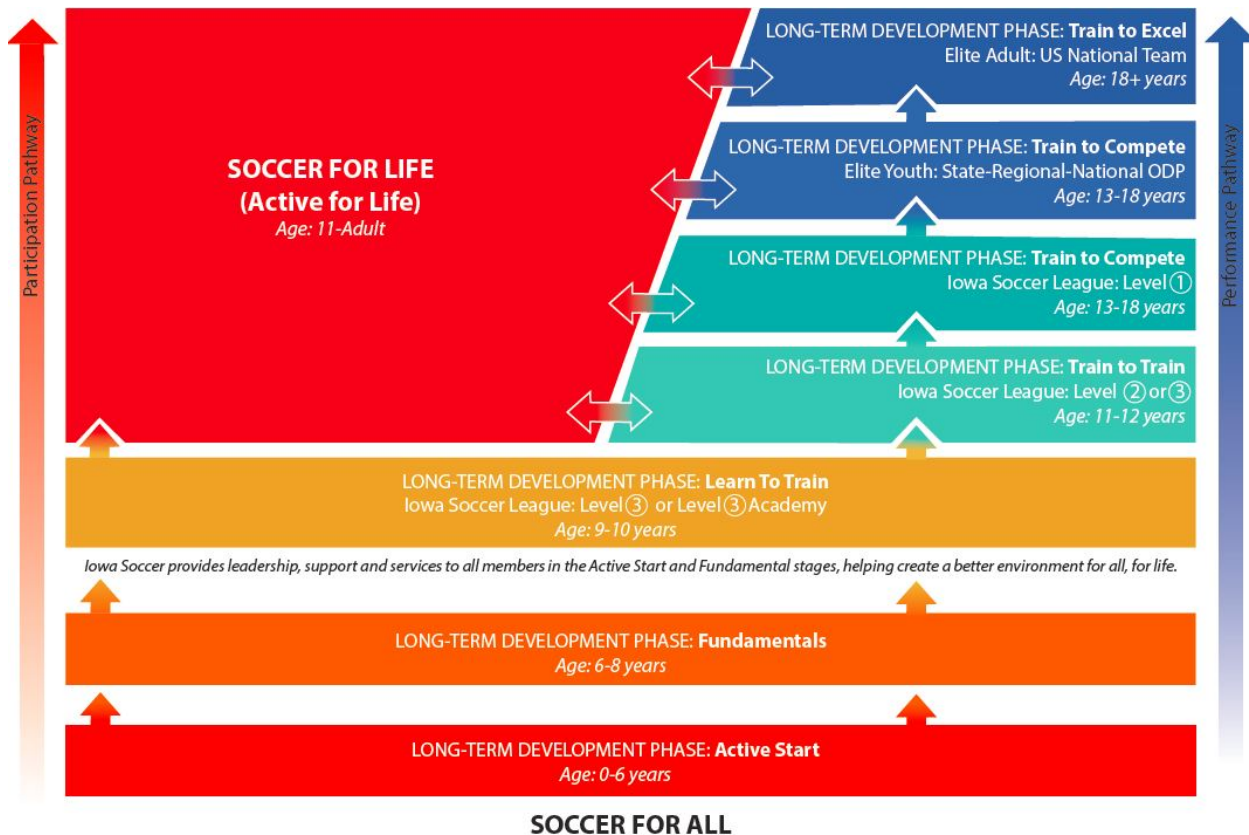 Participation Pathway
SOCCER FOR LIFE
(Active for Life)
Age: 11-Adult
LONG-TERM DEVELOPMENT PHASE: Train to Excel
Elite Adult: US National Team
Age: 18+ years
LONG-TERM DEVELOPMENT PHASE: Train to Compete
Elite Youth: State-Regional-National ODP
Age: 13-18 years
LONG-TERM DEVELOPMENT PHASE: Train to Compete
Iowa Soccer League: Level ①
Age: 13-18 years
LONG-TERM DEVELOPMENT PHASE: Train to Train
Iowa Soccer League: Level ② or ③
Age: 11-12 years
Performance Pathway
LONG-TERM DEVELOPMENT PHASE: Learn To Train
Iowa Soccer League: Level ③ or Level ③ Academy
Age: 9-10 years
Iowa Soccer provides leadership, support and services to all members in the Active Start and Fundamental stages, helping create a better environment for all, for life.
LONG-TERM DEVELOPMENT PHASE: Fundamentals
Age: 6-8 years
LONG-TERM DEVELOPMENT PHASE: Active Start
Age: 0-6 years
SOCCER FOR ALL